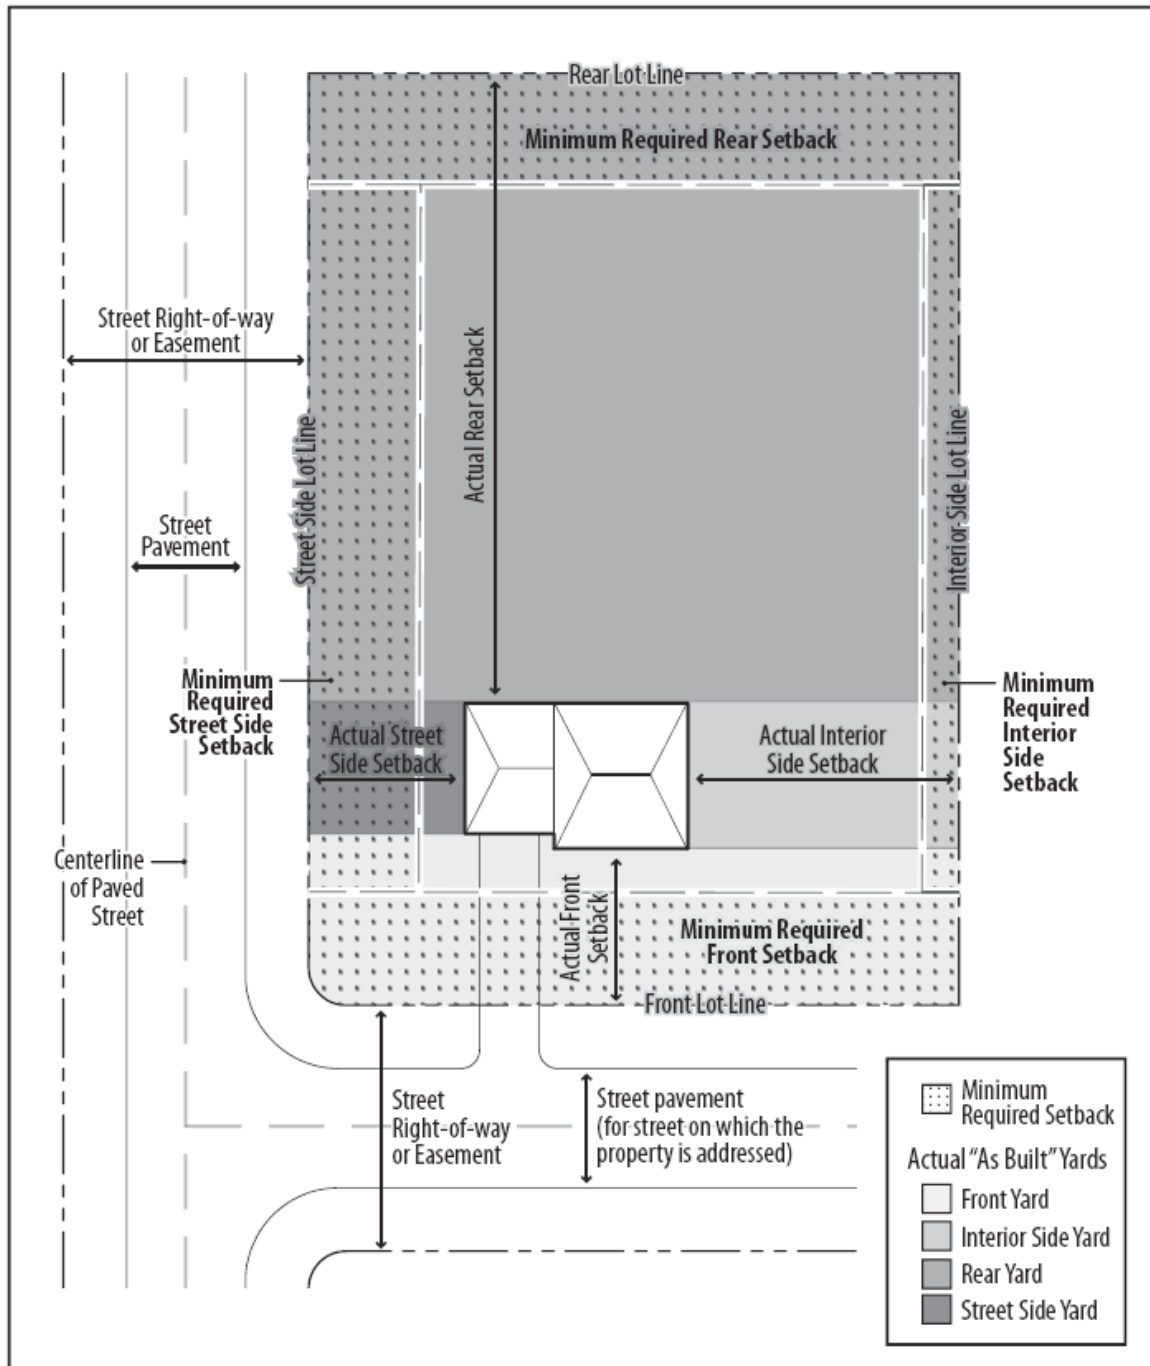 Rear Lot Line
Minimum Required Rear Setback
Street Right-of-way
or Easement
Actual Rear Setback
Street Side Lot Line
Interior Side Lot Line
Street
Pavement
Minimum
Required
Street Side
Setback
Minimum
Required
Interior
Side
Setback
Actual Street
Side Setback
Actual Interior
Side Setback
Centerline
of Paved
Street
Actual Front
Setback
Minimum Required
Front Setback
Front Lot Line
Street
Right-of-way
or Easement
Street pavement
(for street on which the
property is addressed)
Minimum
Required Setback
Actual “As Built” Yards
Front Yard
Interior Side Yard
Rear Yard
Street Side Yard